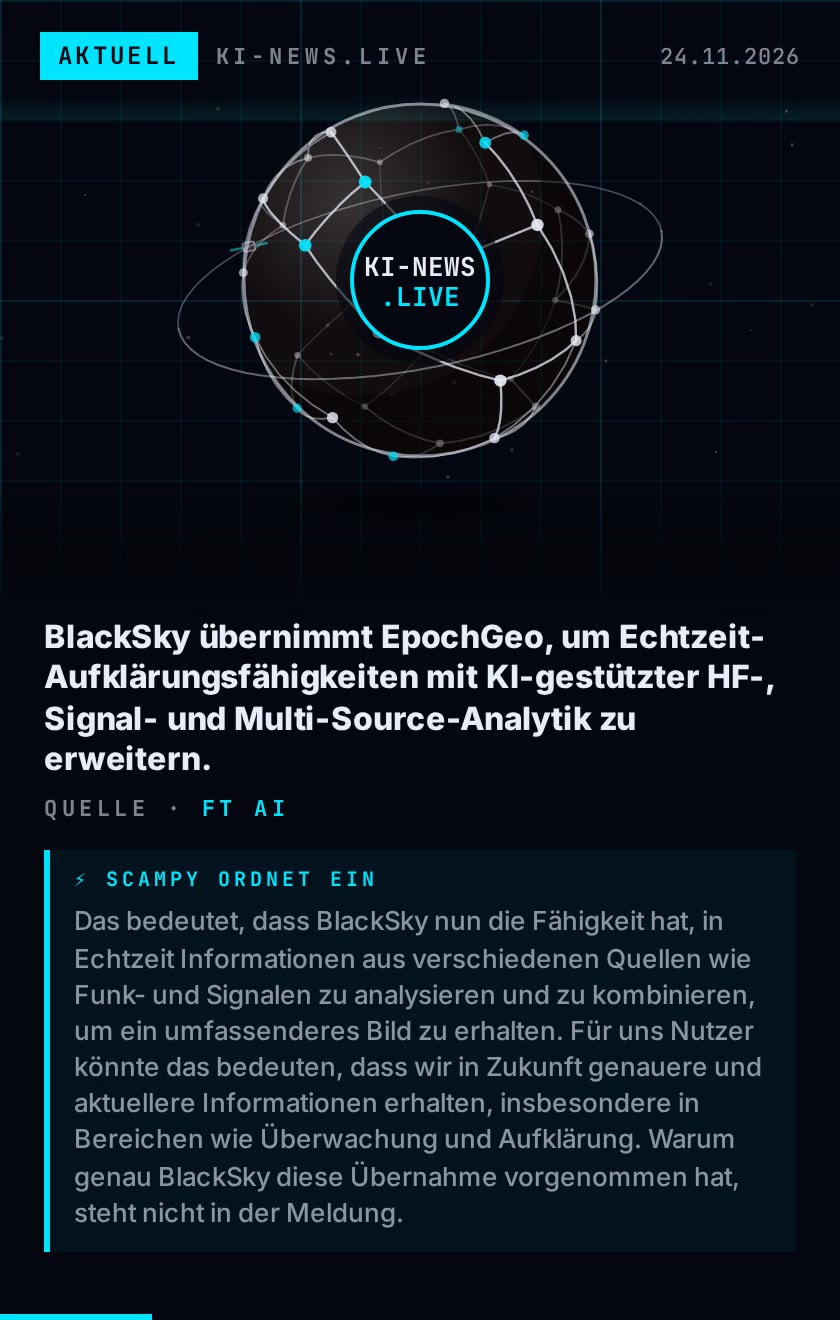 AKTUELL KI-NEWS.LIVE 24.11.2026
KI-NEWS
.LIVE
BlackSky übernimmt EpochGeo, um Echtzeit-
Aufklärungsfähigkeiten mit KI-gestützter HF-,
Signal- und Multi-Source-Analytik zu
erweitern.
QUELLE · FT AI
⚡ SCAMPY ORDNET EIN
Das bedeutet, dass BlackSky nun die Fähigkeit hat, in
Echtzeit Informationen aus verschiedenen Quellen wie
Funk- und Signalen zu analysieren und zu kombinieren,
um ein umfassenderes Bild zu erhalten. Für uns Nutzer
könnte das bedeuten, dass wir in Zukunft genauere und
aktuellere Informationen erhalten, insbesondere in
Bereichen wie Überwachung und Aufklärung. Warum
genau BlackSky diese Übernahme vorgenommen hat,
steht nicht in der Meldung.